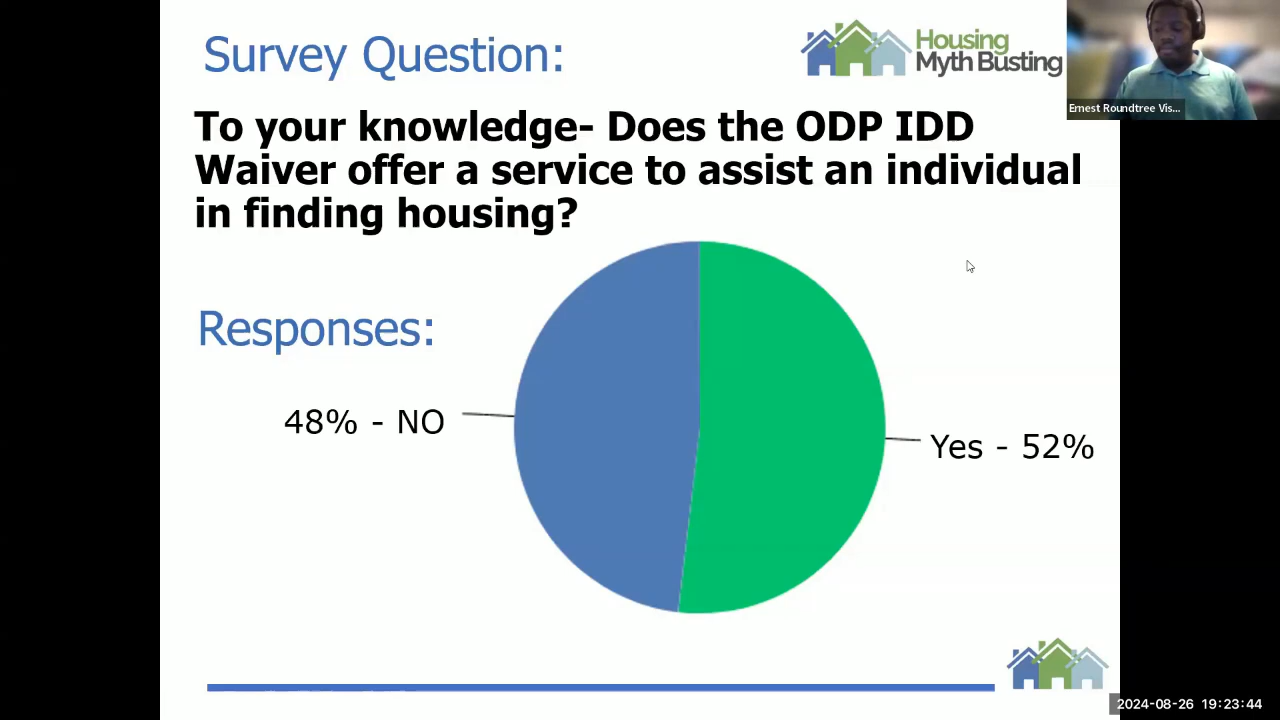 Survey Question:
Housing
Myth Busting
Ernest Roundtree Vis...
To your knowledge- Does the ODP IDD
Waiver offer a service to assist an individual
in finding housing?
Responses:
48% - NO
Yes - 52%
2024-08-26 19:23:44